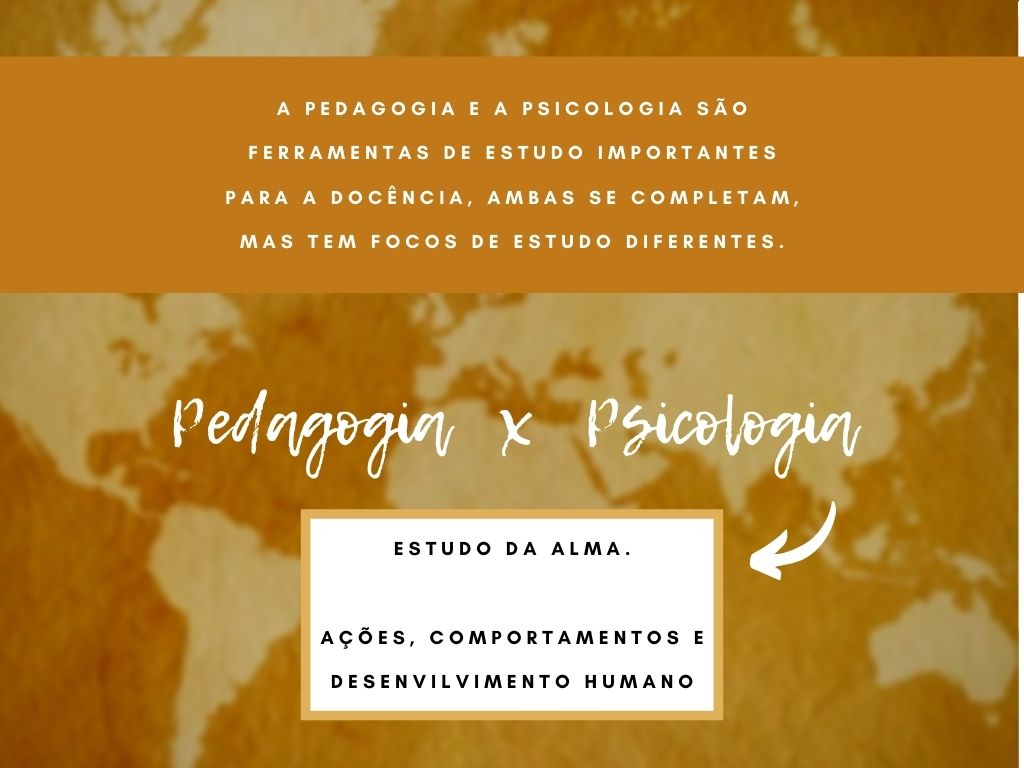 A PEDAGOGIA E A PSICOLOGIA SÃO
FERRAMENTAS DE ESTUDO IMPORTANTES
PARA A DOCÊNCIA, AMBAS SE COMPLETAM,
MAS TEM FOCOS DE ESTUDO DIFERENTES.
Pedagogia x Psicologia
ESTUDO DA ALMA.
AÇÕES, COMPORTAMENTOS E
DESENVILVIMENTO HUMANO